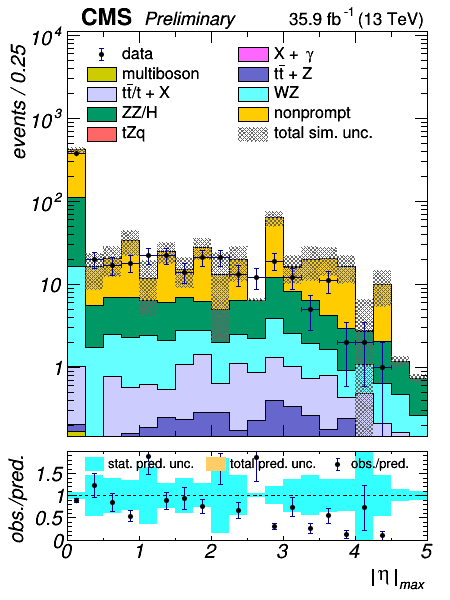 CMS Preliminary 35.9 fb⁻¹ (13 TeV)
events / 0.25
10⁴
10³
10²
10
1
data
multiboson
tt̄/t + X
ZZ/H
tZq
X + γ
tt̄ + Z
WZ
nonprompt
total sim. unc.
obs./pred.
1.5
1
0.5
0
stat. pred. unc. total pred. unc. obs./pred.
0 1 2 3 4 5
|η|max